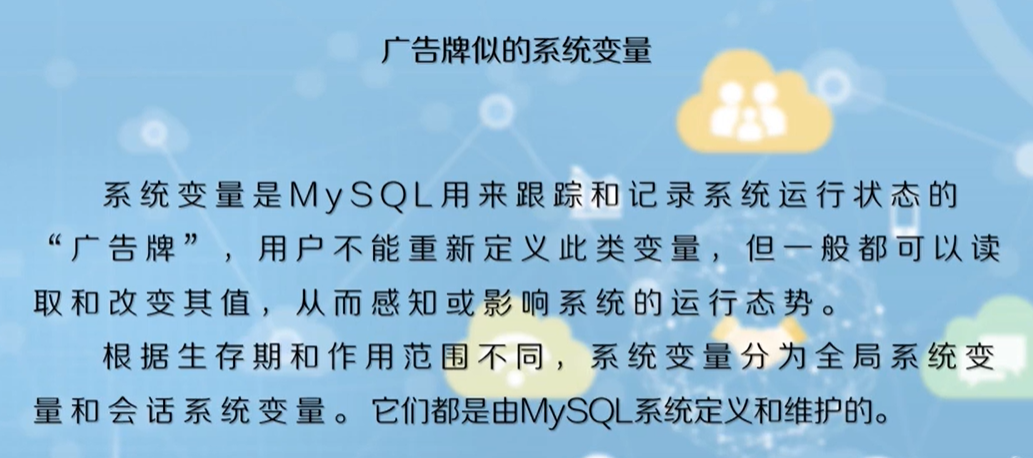 广告牌似的系统变量
系统变量是MySQL用来跟踪和记录系统运行状态的
“广告牌”，用户不能重新定义此类变量，但一般都可以读
取和改变其值，从而感知或影响系统的运行态势。
根据生存期和作用范围不同，系统变量分为全局系统变
量和会话系统变量。它们都是由MySQL系统定义和维护的。